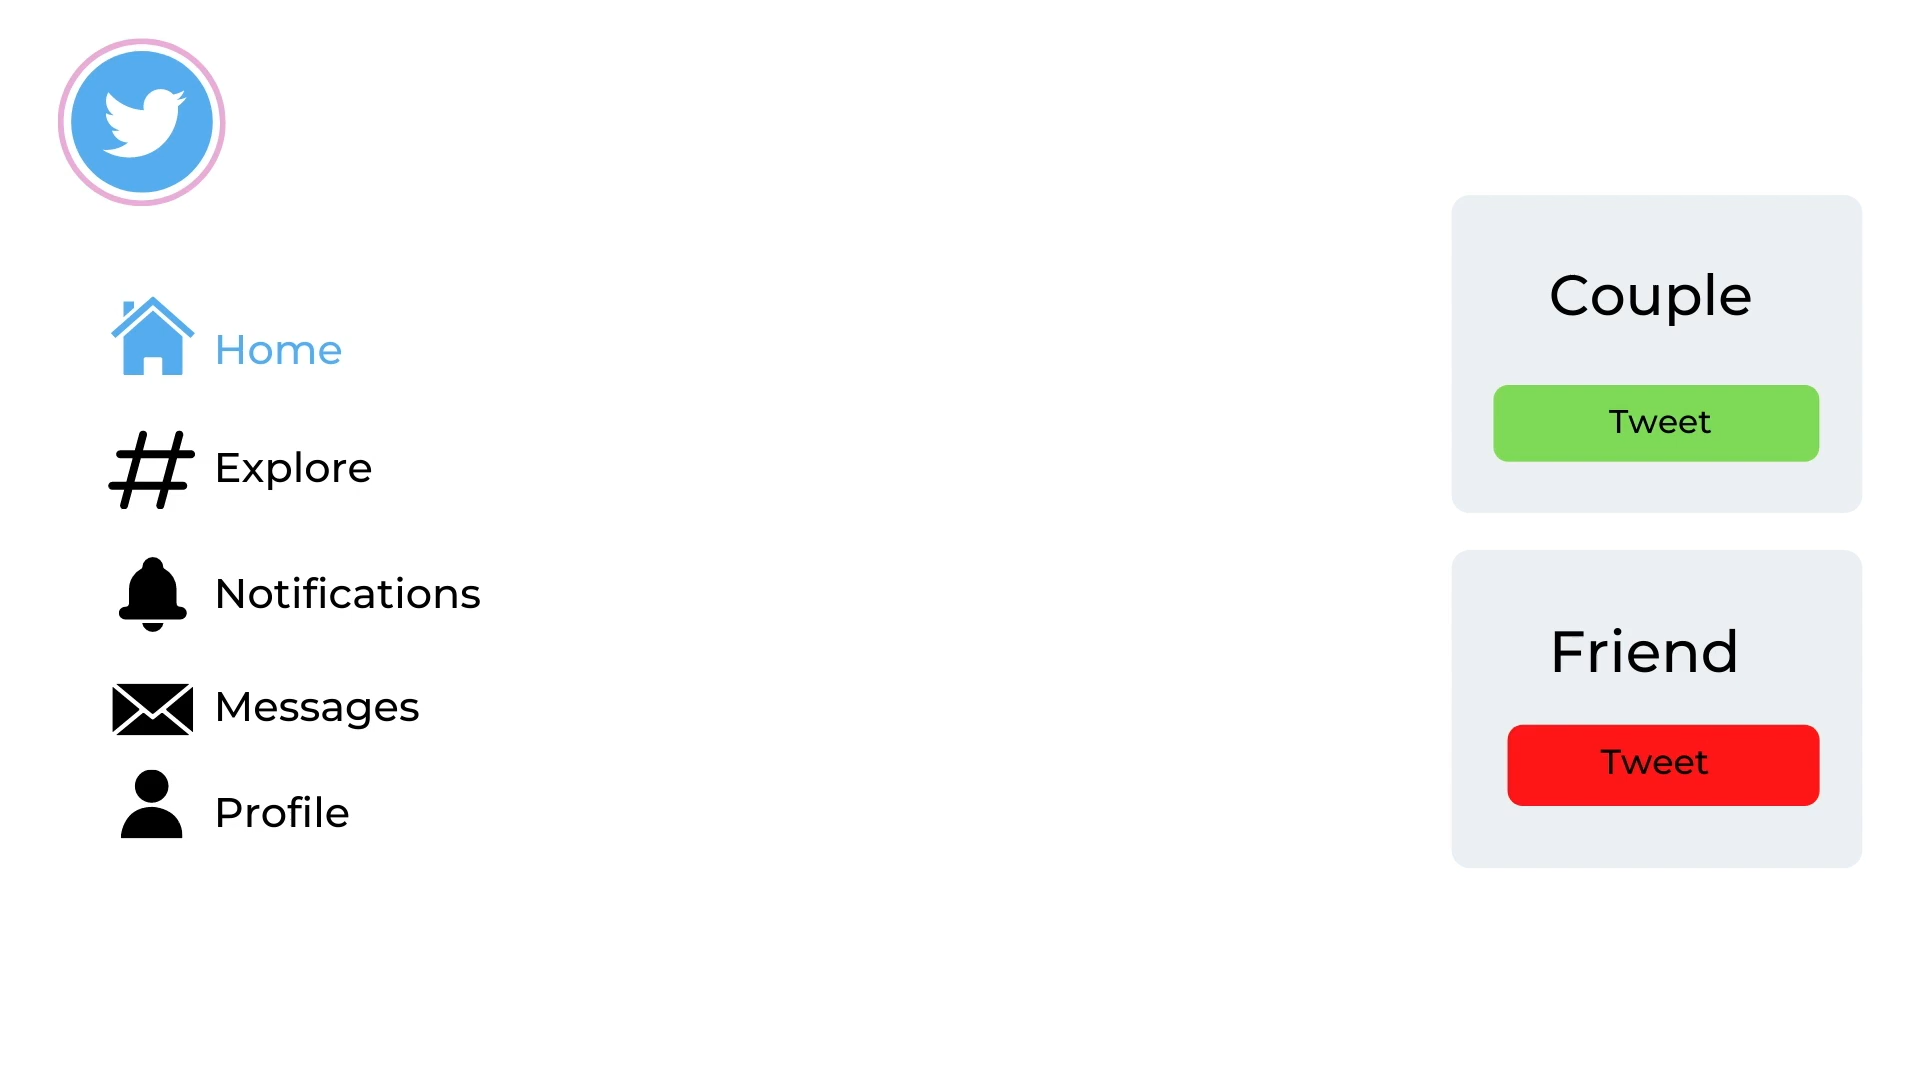 Home
Explore
Notifications
Messages
Profile
Couple
Tweet
Friend
Tweet